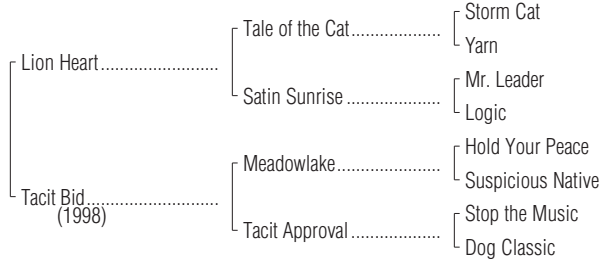 Storm Cat
Tale of the Cat
Yarn
Lion Heart
Mr. Leader
Satin Sunrise
Logic
Hold Your Peace
Meadowlake
Suspicious Native
Tacit Bid
(1998)
Stop the Music
Tacit Approval
Dog Classic